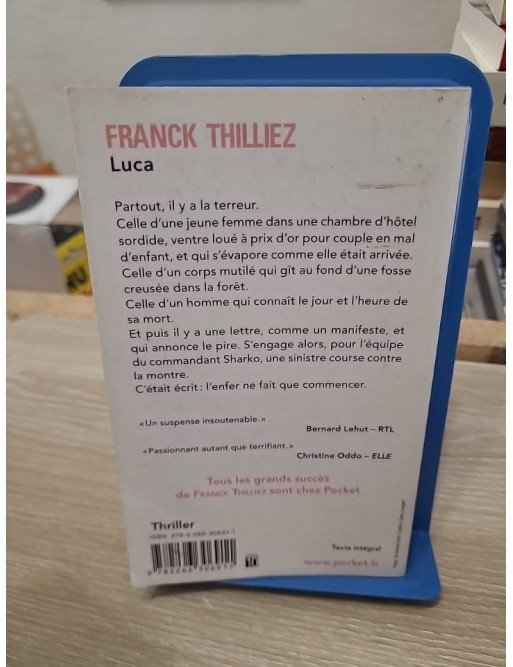 FRANCK THILLIEZ
Luca
Partout, il y a la terreur.
Celle d'une jeune femme dans une chambre d'hôtel
sordide, ventre loué à prix d'or pour couple en mal
d'enfant, et qui s'évapore comme elle était arrivée.
Celle d'un corps mutilé qui gît au fond d'une fosse
creusée dans la forêt.
Celle d'un homme qui connaît le jour et l'heure de
sa mort.
Et puis il y a une lettre, comme un manifeste, et
qui annonce le pire. S'engage alors, pour l'équipe
du commandant Sharko, une sinistre course contre
la montre.
C'était écrit : l'enfer ne fait que commencer.
« Un suspense insoutenable. »
Bernard Lehut – RTL
« Passionnant autant que terrifiant. »
Christine Oddo – ELLE
Tous les grands succès
de FRANCK THILLIEZ sont chez Pocket
Thriller
ISBN
Texte intégral
www.pocket.fr